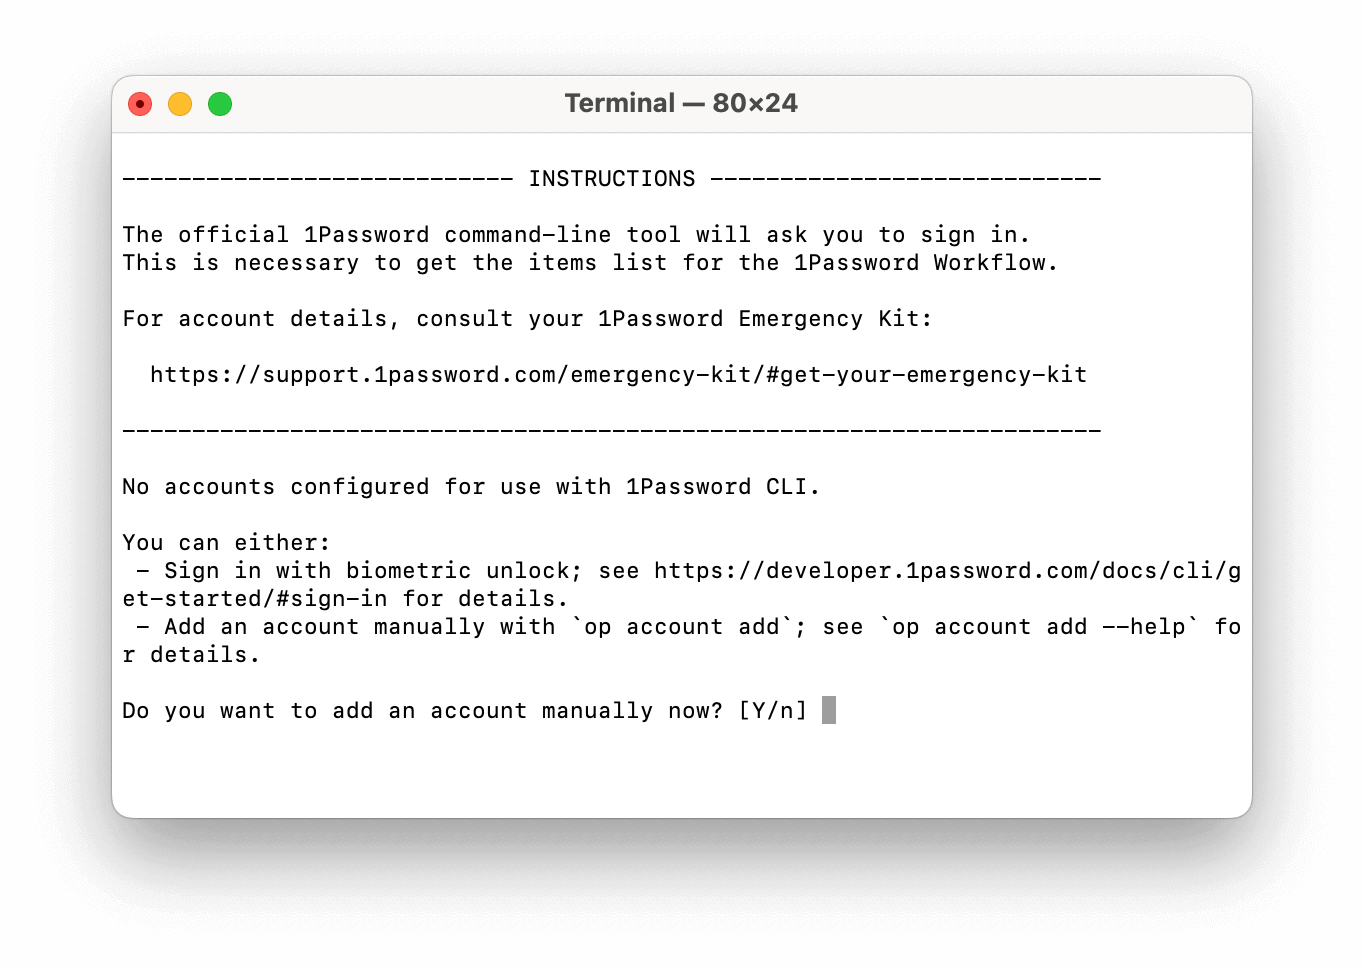 Terminal — 80×24
---------------------------- INSTRUCTIONS ----------------------------
The official 1Password command-line tool will ask you to sign in.
This is necessary to get the items list for the 1Password Workflow.
For account details, consult your 1Password Emergency Kit:
https://support.1password.com/emergency-kit/#get-your-emergency-kit
----------------------------------------------------------------------
No accounts configured for use with 1Password CLI.
You can either:
- Sign in with biometric unlock; see https://developer.1password.com/docs/cli/g
et-started/#sign-in for details.
- Add an account manually with `op account add`; see `op account add --help` fo
r details.
Do you want to add an account manually now? [Y/n]